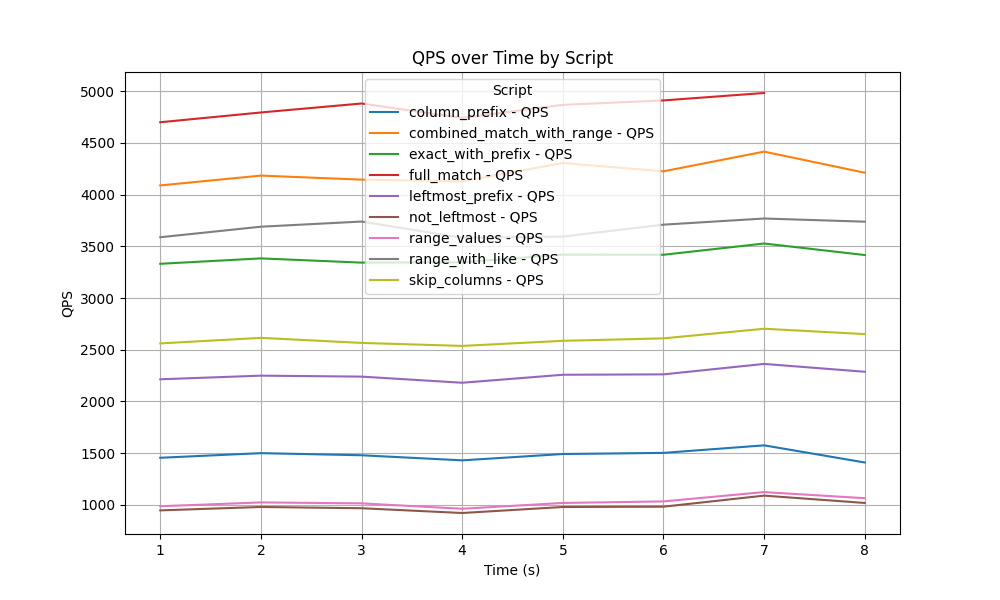 QPS over Time by Script
Script
column_prefix - QPS
combined_match_with_range - QPS
exact_with_prefix - QPS
full_match - QPS
leftmost_prefix - QPS
not_leftmost - QPS
range_values - QPS
range_with_like - QPS
skip_columns - QPS
QPS
5000
4500
4000
3500
3000
2500
2000
1500
1000
1 2 3 4 5 6 7 8
Time (s)